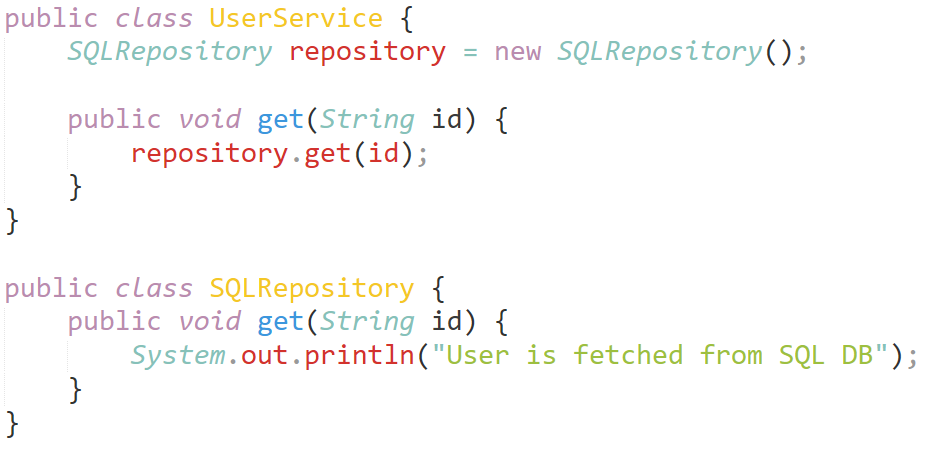 public class UserService {
    SQLRepository repository = new SQLRepository();

    public void get(String id) {
        repository.get(id);
    }
}

public class SQLRepository {
    public void get(String id) {
        System.out.println("User is fetched from SQL DB");
    }
}